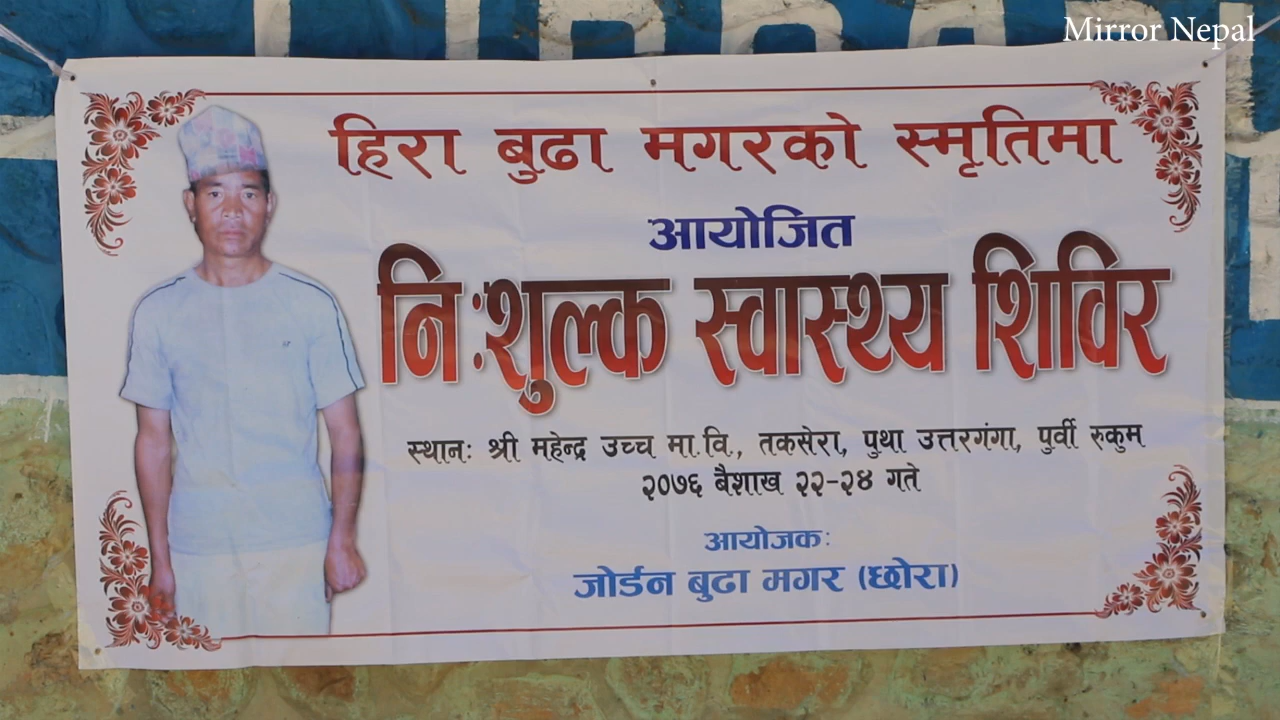 Mirror Nepal
हिरा बुढा मगरको स्मृतिमा
आयोजित
निःशुल्क स्वास्थ्य शिविर
स्थानः श्री महेन्द्र उच्च मा.वि., तकसेरा, पुथा उत्तरगंगा, पुर्वी रुकुम
२०७६ बैशाख २२-२४ गते
आयोजकः
जोर्डन बुढा मगर (छोरा)